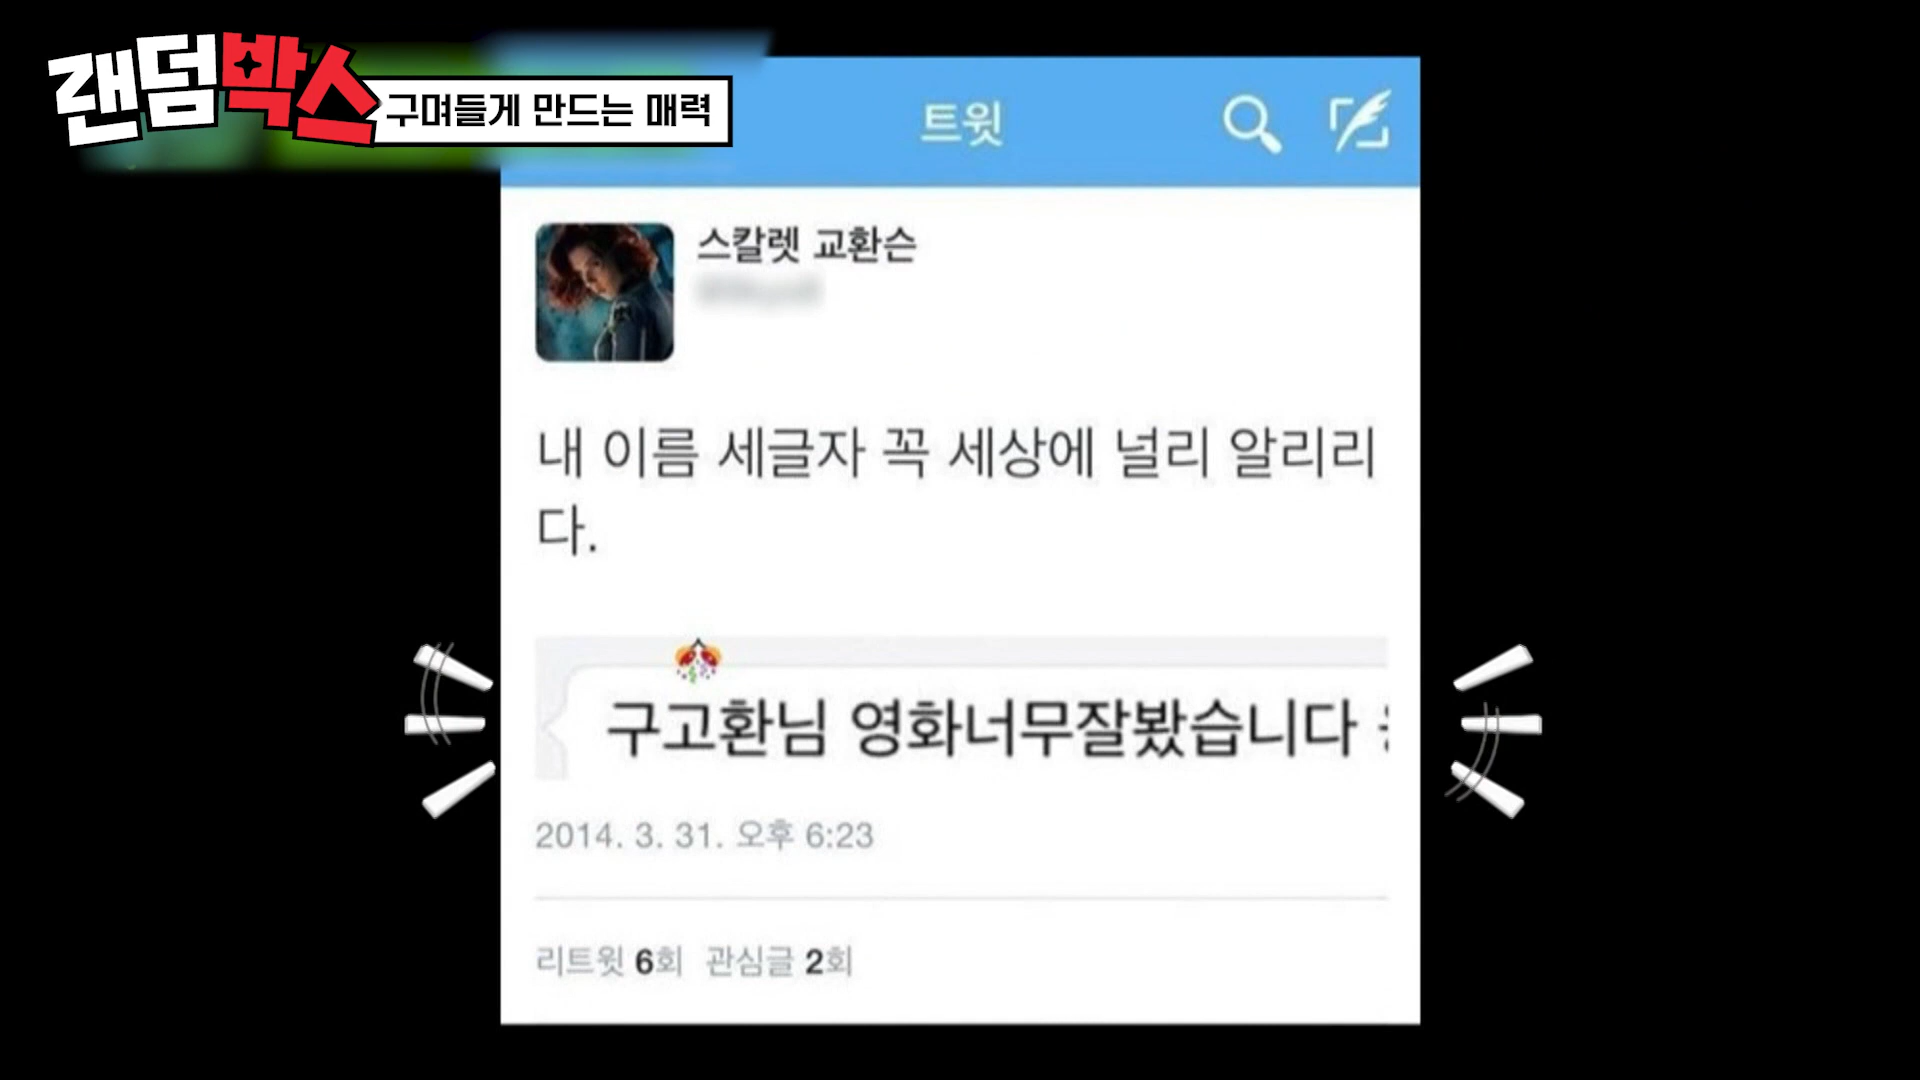 랜덤박스
구며들게 만드는 매력
트윗
스칼렛 교환슨
내 이름 세글자 꼭 세상에 널리 알리리
다.
구고환님 영화너무잘봤습니다
2014. 3. 31. 오후 6:23
리트윗 6회 관심글 2회